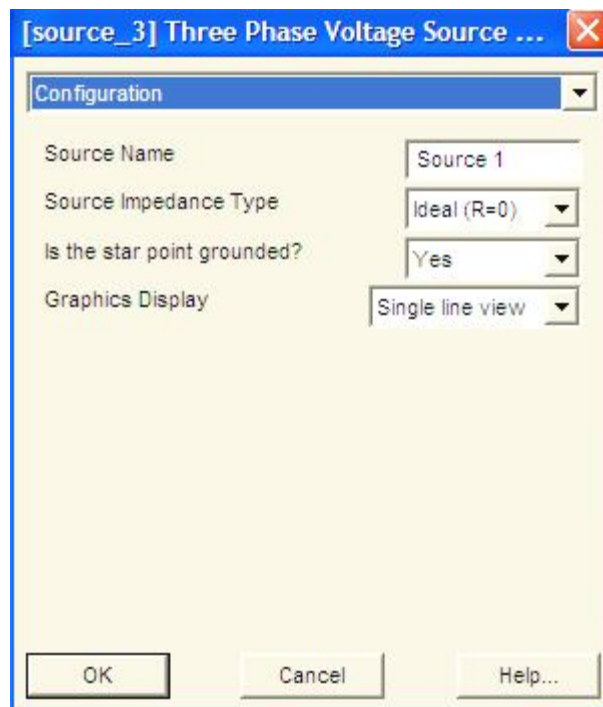 [source_3] Three Phase Voltage Source ...
Configuration
Source Name Source 1
Source Impedance Type Ideal (R=0)
Is the star point grounded? Yes
Graphics Display Single line view
OK Cancel Help...